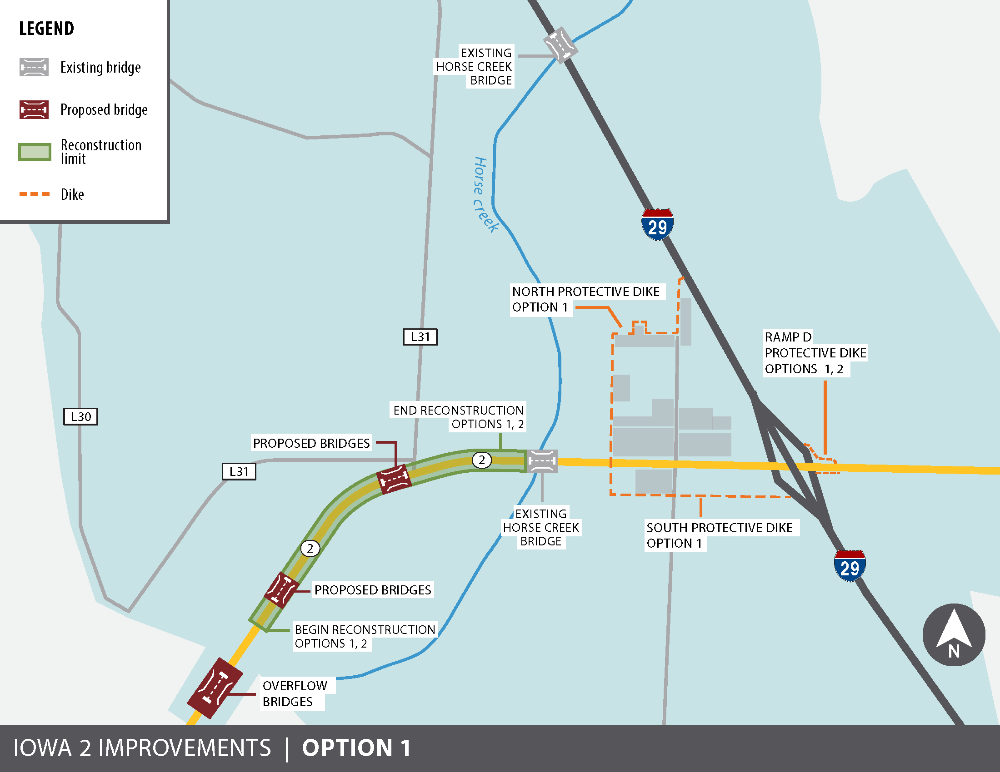 LEGEND
Existing bridge
Proposed bridge
Reconstruction
limit
Dike
EXISTING
HORSE CREEK
BRIDGE
Horse creek
29
NORTH PROTECTIVE DIKE
OPTION 1
L31
RAMP D
PROTECTIVE DIKE
OPTIONS 1, 2
L30
END RECONSTRUCTION
OPTIONS 1, 2
PROPOSED BRIDGES
2
L31
EXISTING
HORSE CREEK
BRIDGE
SOUTH PROTECTIVE DIKE
OPTION 1
2
29
PROPOSED BRIDGES
BEGIN RECONSTRUCTION
OPTIONS 1, 2
N
OVERFLOW
BRIDGES
IOWA 2 IMPROVEMENTS | OPTION 1